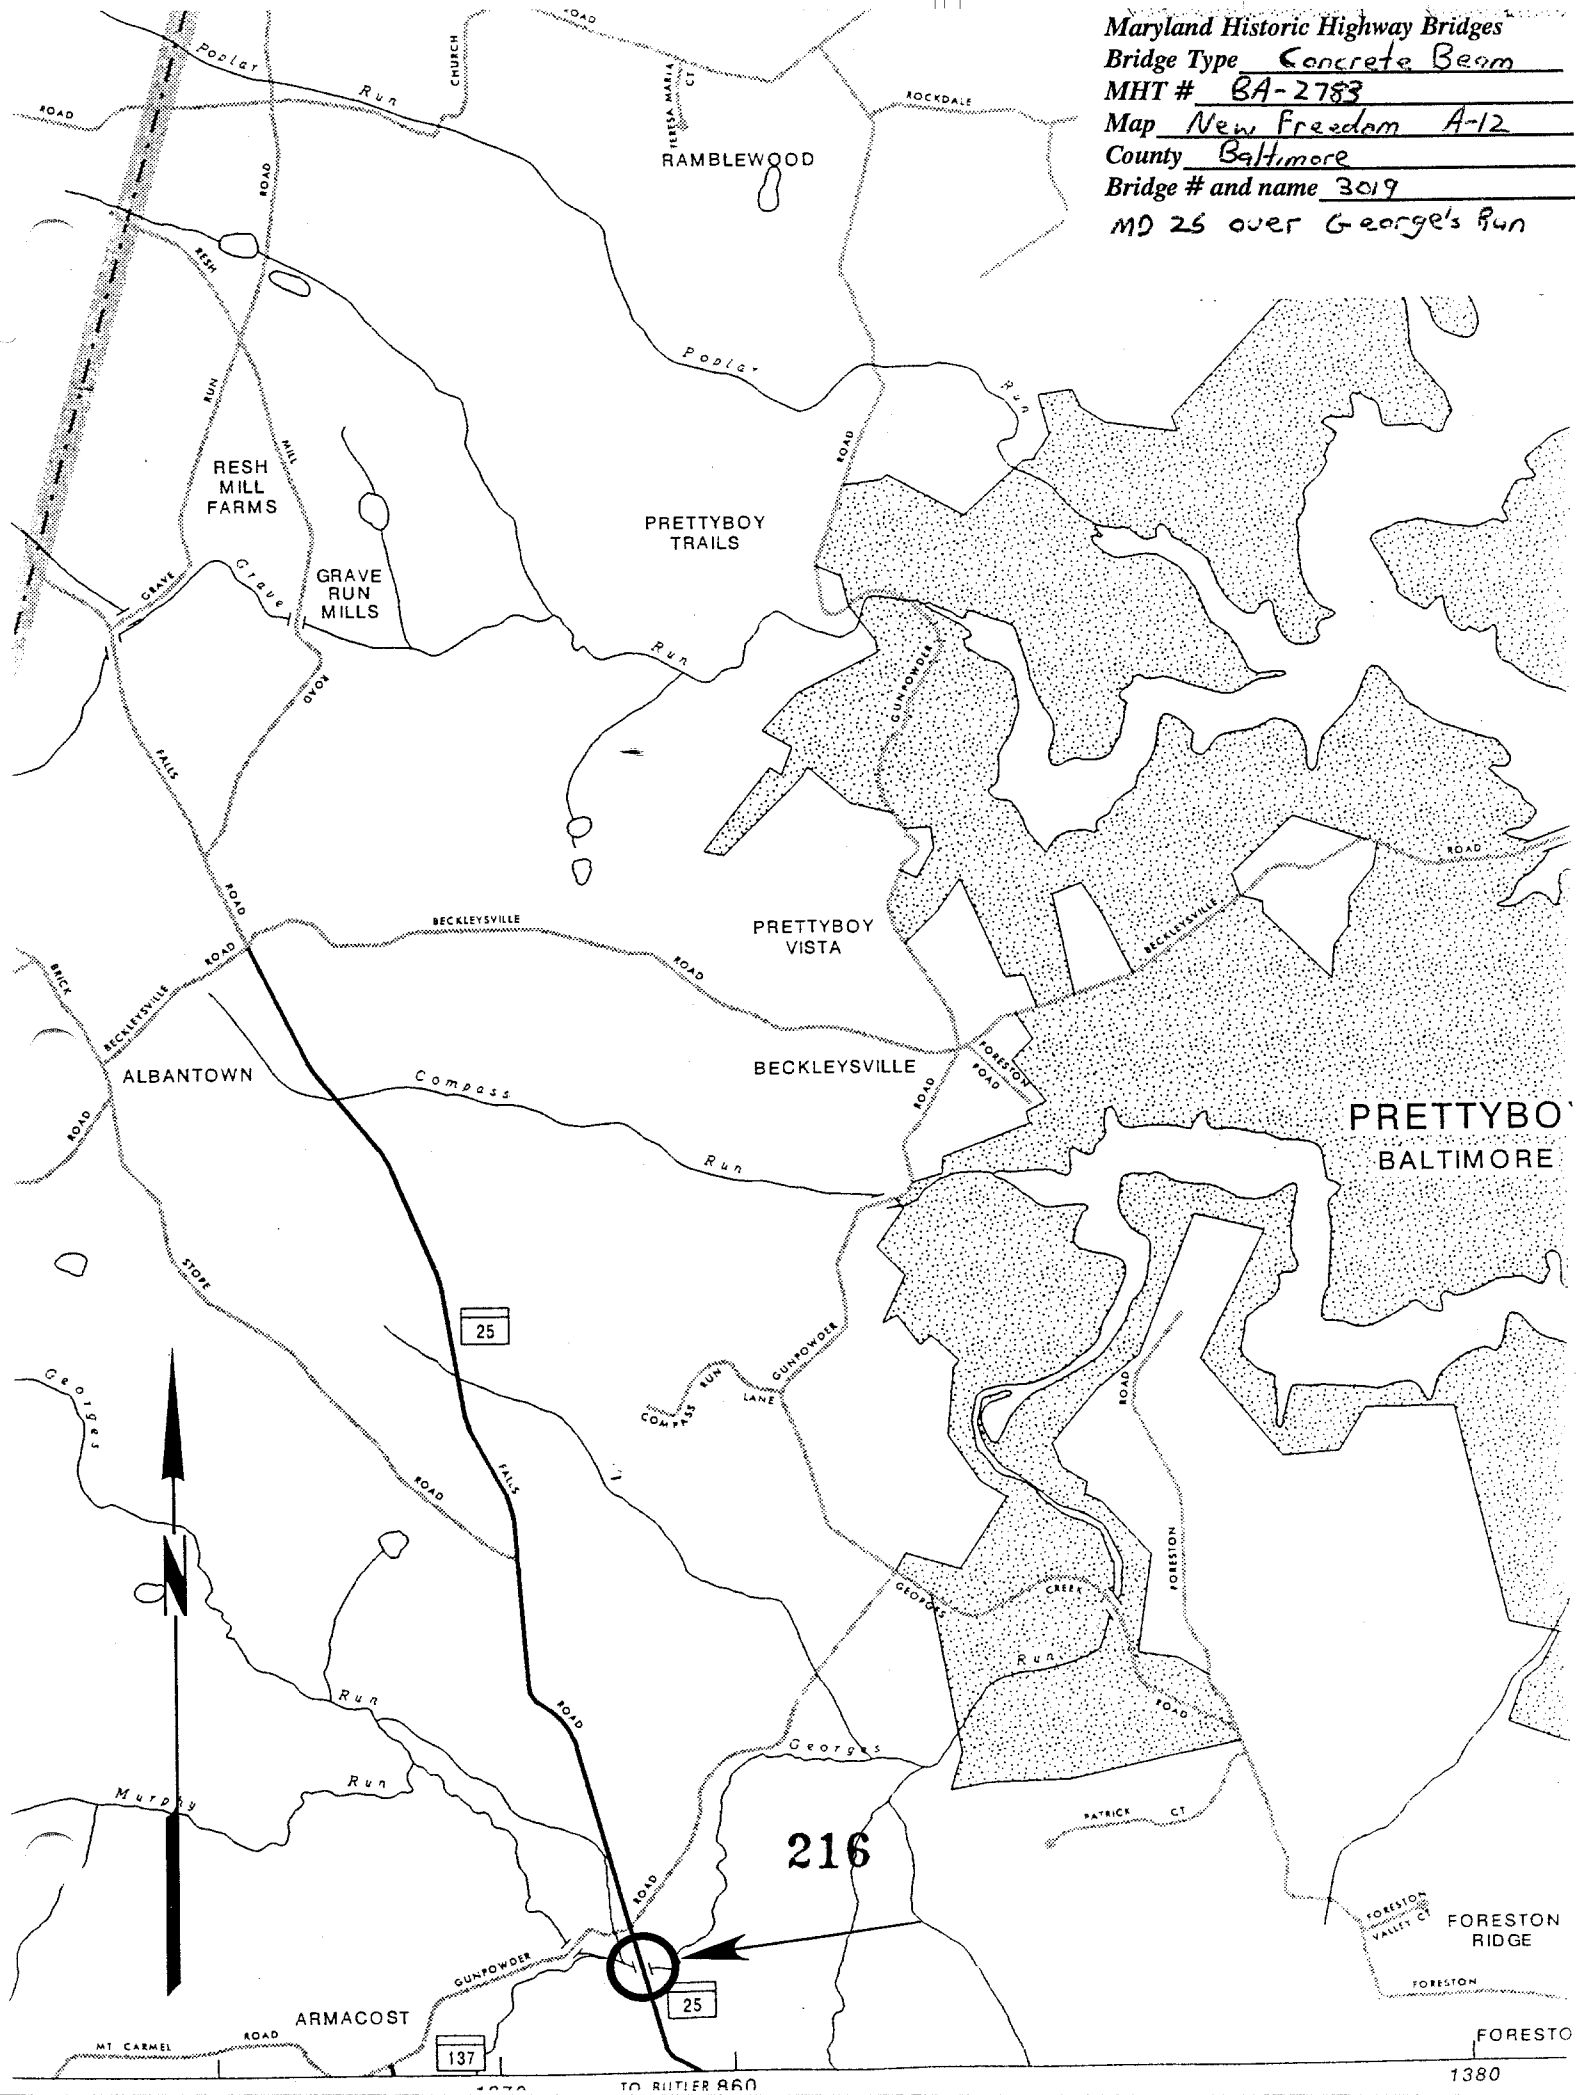 Maryland Historic Highway Bridges
Bridge Type Concrete Beam
MHT # BA-2783
Map New Freedom A-12
County Baltimore
Bridge # and name 3019
MD 25 over George's Run
ROAD
Poplar
Run
CHURCH
ROAD
TERESA MARIA
CT
ROCKDALE
RAMBLEWOOD
ROAD
RESH
Poplar
Run
RUN
MILL
ROAD
RESH
MILL
FARMS
PRETTYBOY
TRAILS
GRAVE
Grave
GRAVE
RUN
MILLS
Run
GUNPOWDER
ROAD
FALLS
ROAD
ROAD
BECKLEYSVILLE
PRETTYBOY
VISTA
BECKLEYSVILLE
ROAD
ROAD
BRICK
BECKLEYSVILLE
ALBANTOWN
Compass
BECKLEYSVILLE
FORESTON
ROAD
ROAD
ROAD
Run
PRETTYBO
BALTIMORE
STOPE
25
GUNPOWDER
RUN
LANE
COMPASS
ROAD
Georges
FALLS
ROAD
FORESTON
GEORGES
CREEK
Run
ROAD
Run
ROAD
Georges
Run
Murphy
PATRICK CT
216
ROAD
FORESTON
VALLEY CT
FORESTON
RIDGE
GUNPOWDER
25
FORESTON
ARMACOST
MT CARMEL
ROAD
137
FORESTO
TO BUTLER 860
1380